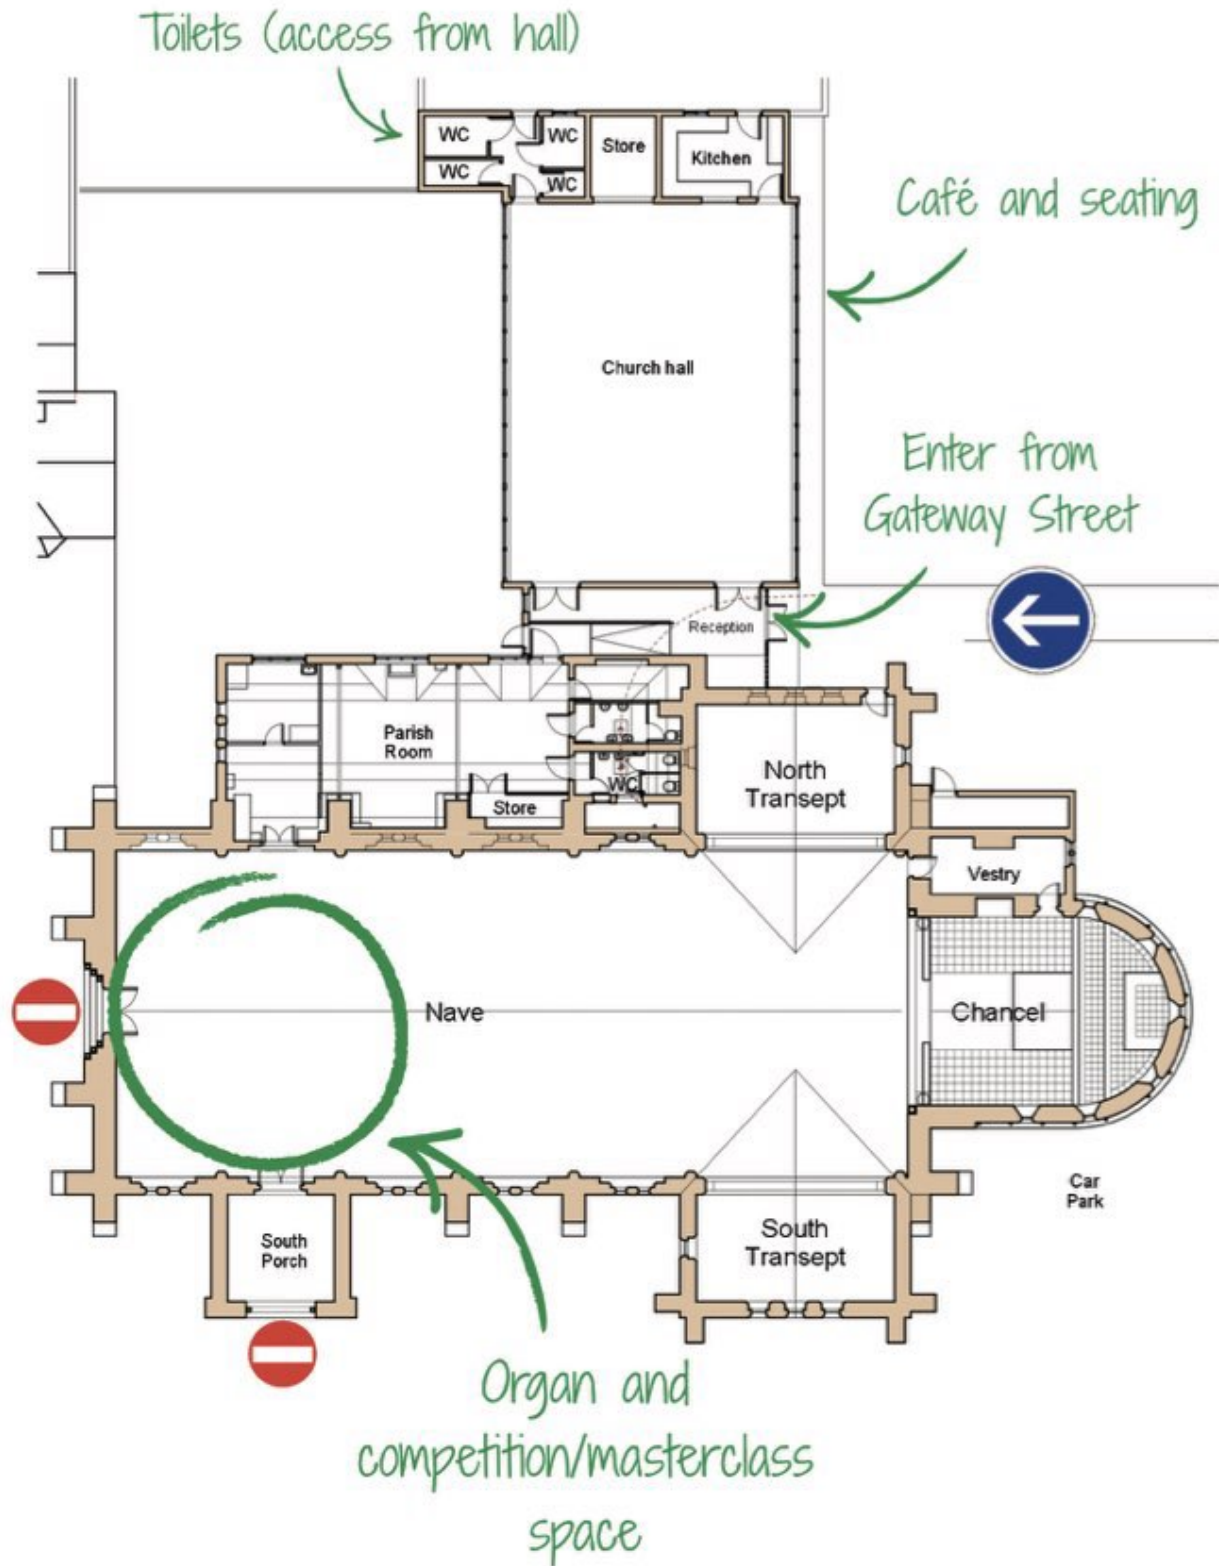 Toilets (access from hall)
WC
WC
Store
Kitchen
WC
WC
Café and seating
Church hall
Enter from
Gateway Street
Reception
Parish
Room
North
Transept
WC
Store
Vestry
Nave
Chancel
Car
Park
South
Porch
South
Transept
Organ and
competition/masterclass
space